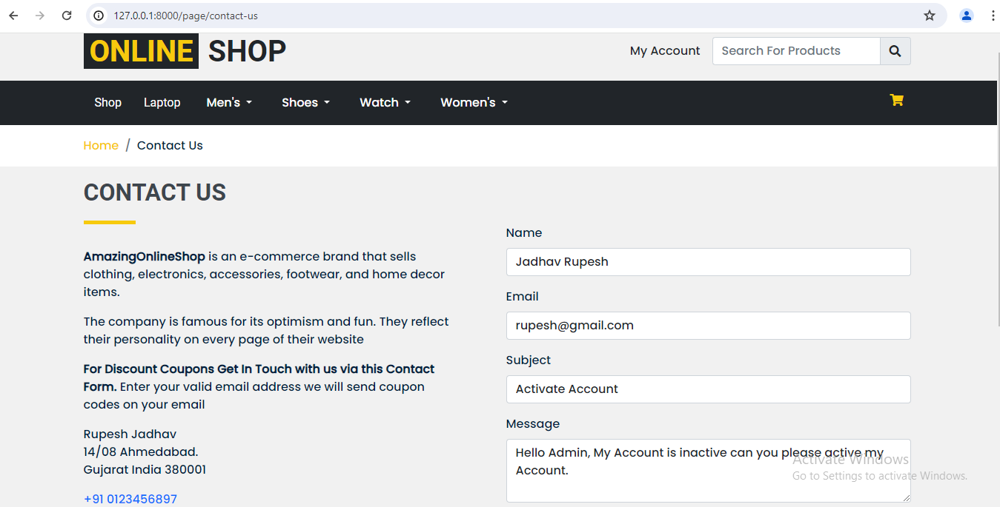 127.0.0.1:8000/page/contact-us
ONLINE SHOP
My Account
Search For Products
Shop Laptop Men's Shoes Watch Women's
Home / Contact Us
CONTACT US
AmazingOnlineShop is an e-commerce brand that sells
clothing, electronics, accessories, footwear, and home decor
items.
The company is famous for its optimism and fun. They reflect
their personality on every page of their website
For Discount Coupons Get In Touch with us via this Contact
Form. Enter your valid email address we will send coupon
codes on your email
Rupesh Jadhav
14/08 Ahmedabad.
Gujarat India 380001
+91 0123456897
Name
Jadhav Rupesh
Email
rupesh@gmail.com
Subject
Activate Account
Message
Hello Admin, My Account is inactive can you please active my
Account.
Activate Windows
Go to Settings to activate Windows.